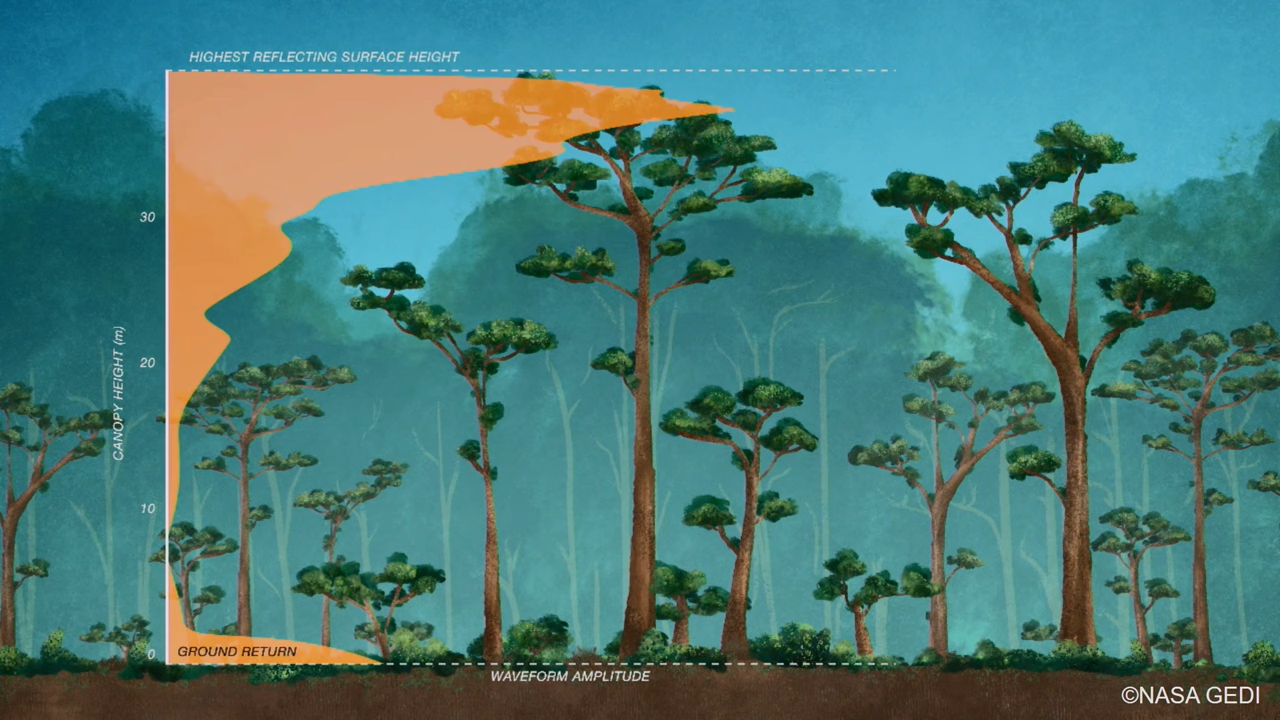 HIGHEST REFLECTING SURFACE HEIGHT
30
20
CANOPY HEIGHT (m)
10
0
GROUND RETURN
WAVEFORM AMPLITUDE
©NASA GEDI